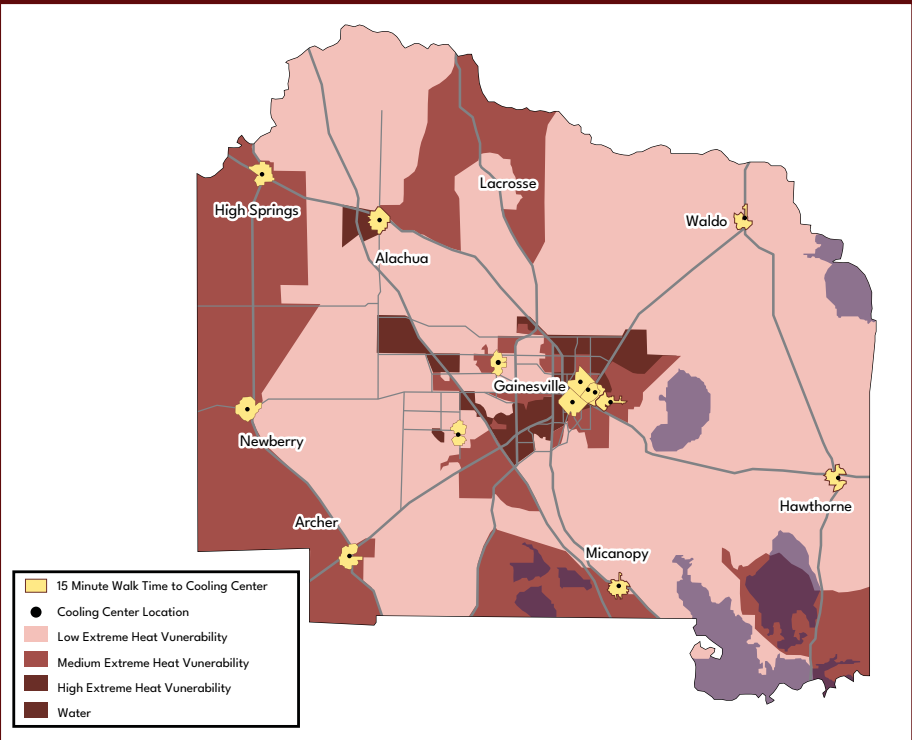 Lacrosse
High Springs
Waldo
Alachua
Gainesville
Newberry
Hawthorne
Archer
Micanopy
15 Minute Walk Time to Cooling Center
Cooling Center Location
Low Extreme Heat Vunerability
Medium Extreme Heat Vunerability
High Extreme Heat Vunerability
Water